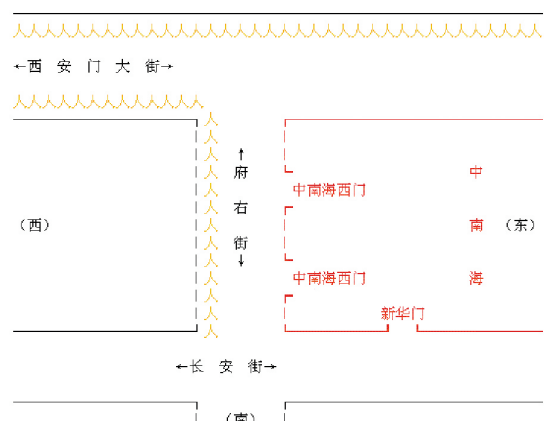 ←西 安 门 大 街→
↑
府
右
街
↓
中南海西门
中南海西门
中
南
海
(西)
(东)
新华门
←长 安 街→
(南)